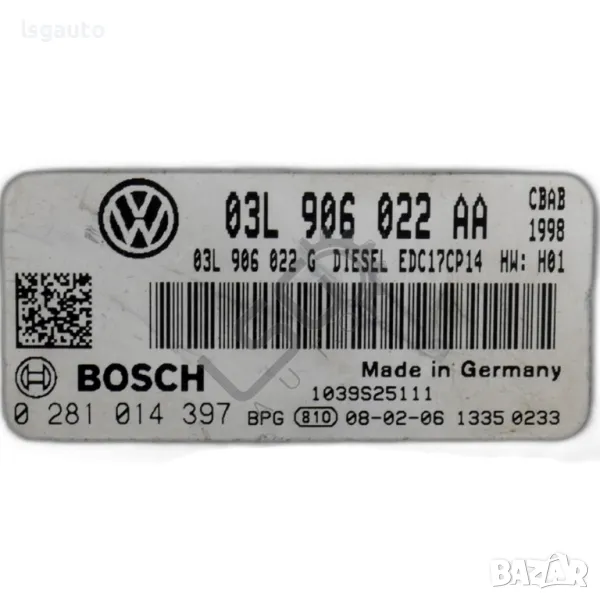 lsgauto
03L 906 022 AA
CBAB
1998
03L 906 022 G DIESEL EDC17CP14 HW: H01
BOSCH
Made in Germany
1039S25111
0 281 014 397 BPG 810 08-02-06 1335 0233
BAZAR